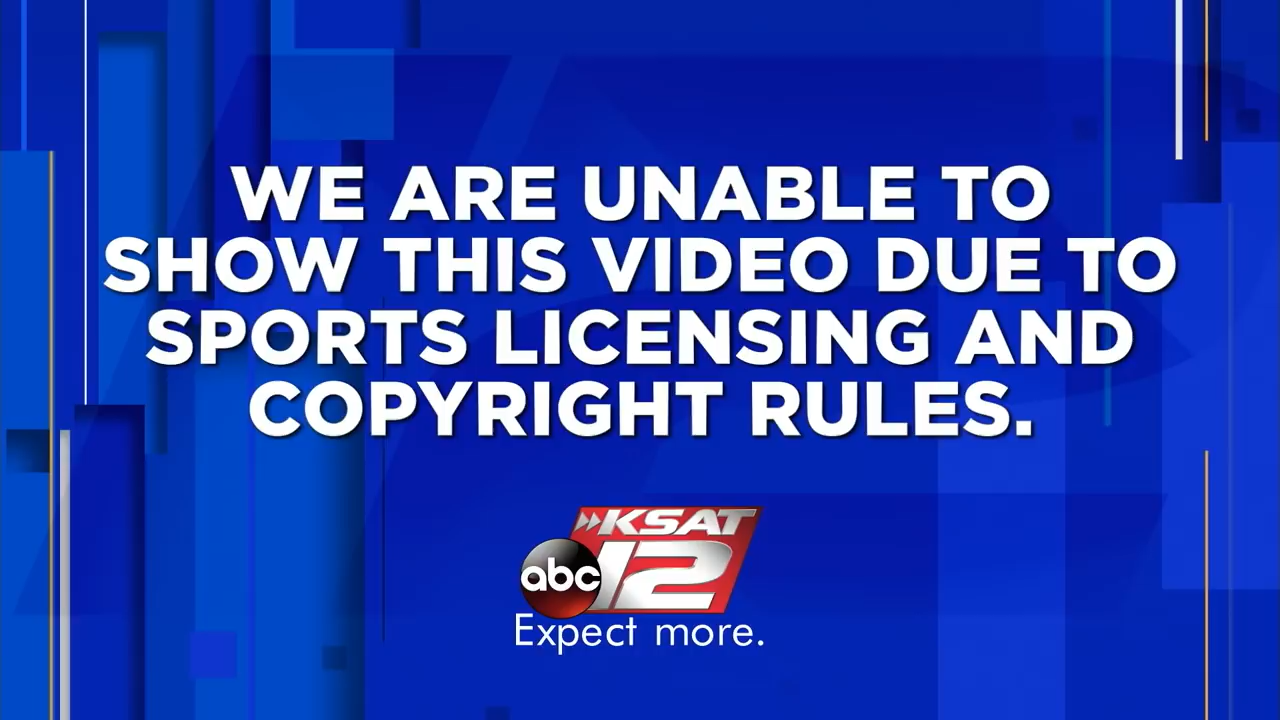 WE ARE UNABLE TO
SHOW THIS VIDEO DUE TO
SPORTS LICENSING AND
COPYRIGHT RULES.
KSAT
abc 12
Expect more.